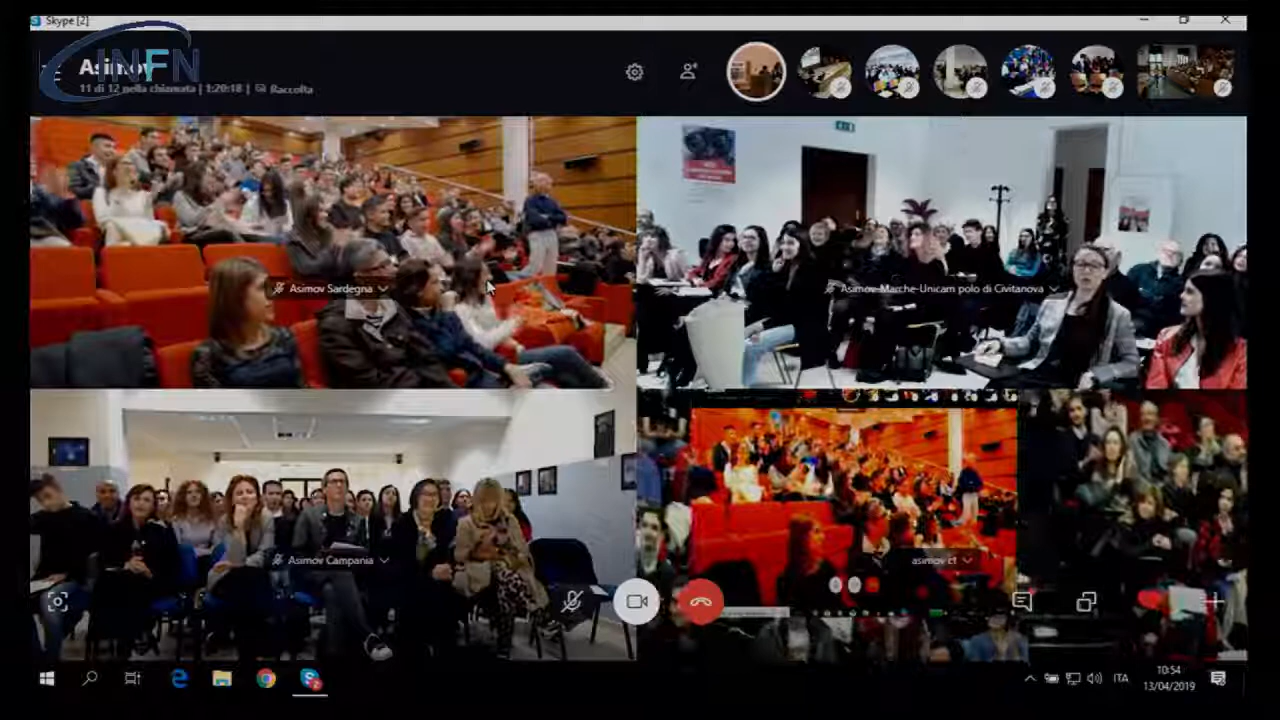 Skype [2]
INFN
Asimov
11 di 12 nella chiamata | 1:20:18 | Raccolta
Asimov Sardegna
Asimov-Marche-Unicam polo di Civitanova
Asimov Campania
asimov ct
ITA
10:54
13/04/2019